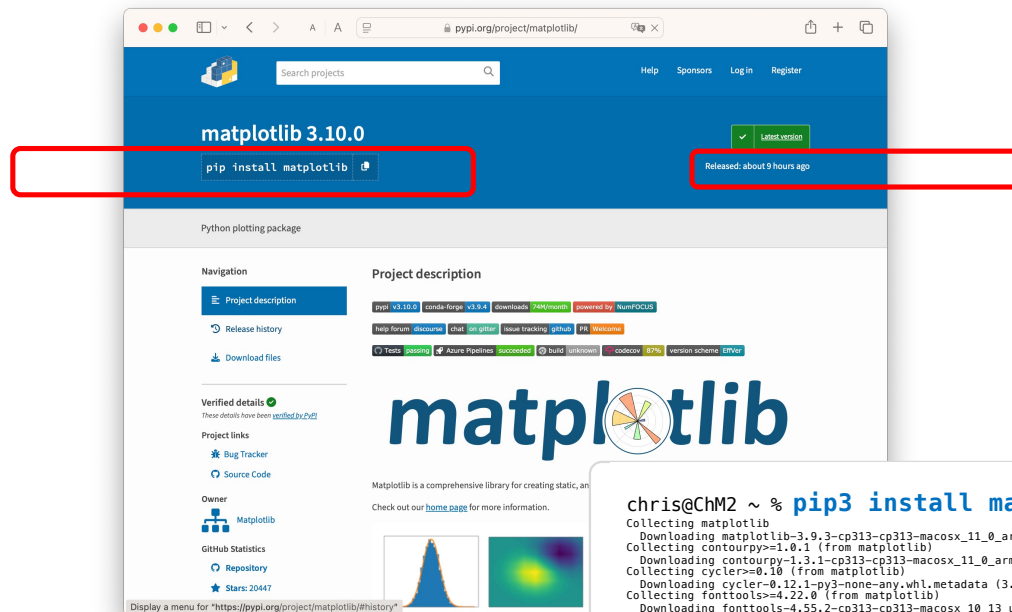 A A pypi.org/project/matplotlib/
Search projects
Help Sponsors Log in Register
matplotlib 3.10.0
pip install matplotlib
Latest version
Released: about 9 hours ago
Python plotting package
Navigation
Project description
Release history
Download files
Verified details
These details have been verified by PyPI
Project links
Bug Tracker
Source Code
Owner
Matplotlib
GitHub Statistics
Repository
Stars: 20447
Display a menu for "https://pypi.org/project/matplotlib/#history"
Project description
pypi v3.10.0 conda-forge v3.9.4 downloads 74M/month powered by NumFOCUS
help forum discourse chat on gitter issue tracking github PR Welcome
Tests passing Azure Pipelines succeeded build unknown codecov 87% version scheme EffVer
matplotlib
Matplotlib is a comprehensive library for creating static, an
Check out our home page for more information.
chris@ChM2 ~ % pip3 install ma
Collecting matplotlib
Downloading matplotlib-3.9.3-cp313-cp313-macosx_11_0_ar
Collecting contourpy>=1.0.1 (from matplotlib)
Downloading contourpy-1.3.1-cp313-cp313-macosx_11_0_arm
Collecting cycler>=0.10 (from matplotlib)
Downloading cycler-0.12.1-py3-none-any.whl.metadata (3.
Collecting fonttools>=4.22.0 (from matplotlib)
Downloading fonttools-4.55.2-cp313-cp313-macosx_10_13_u